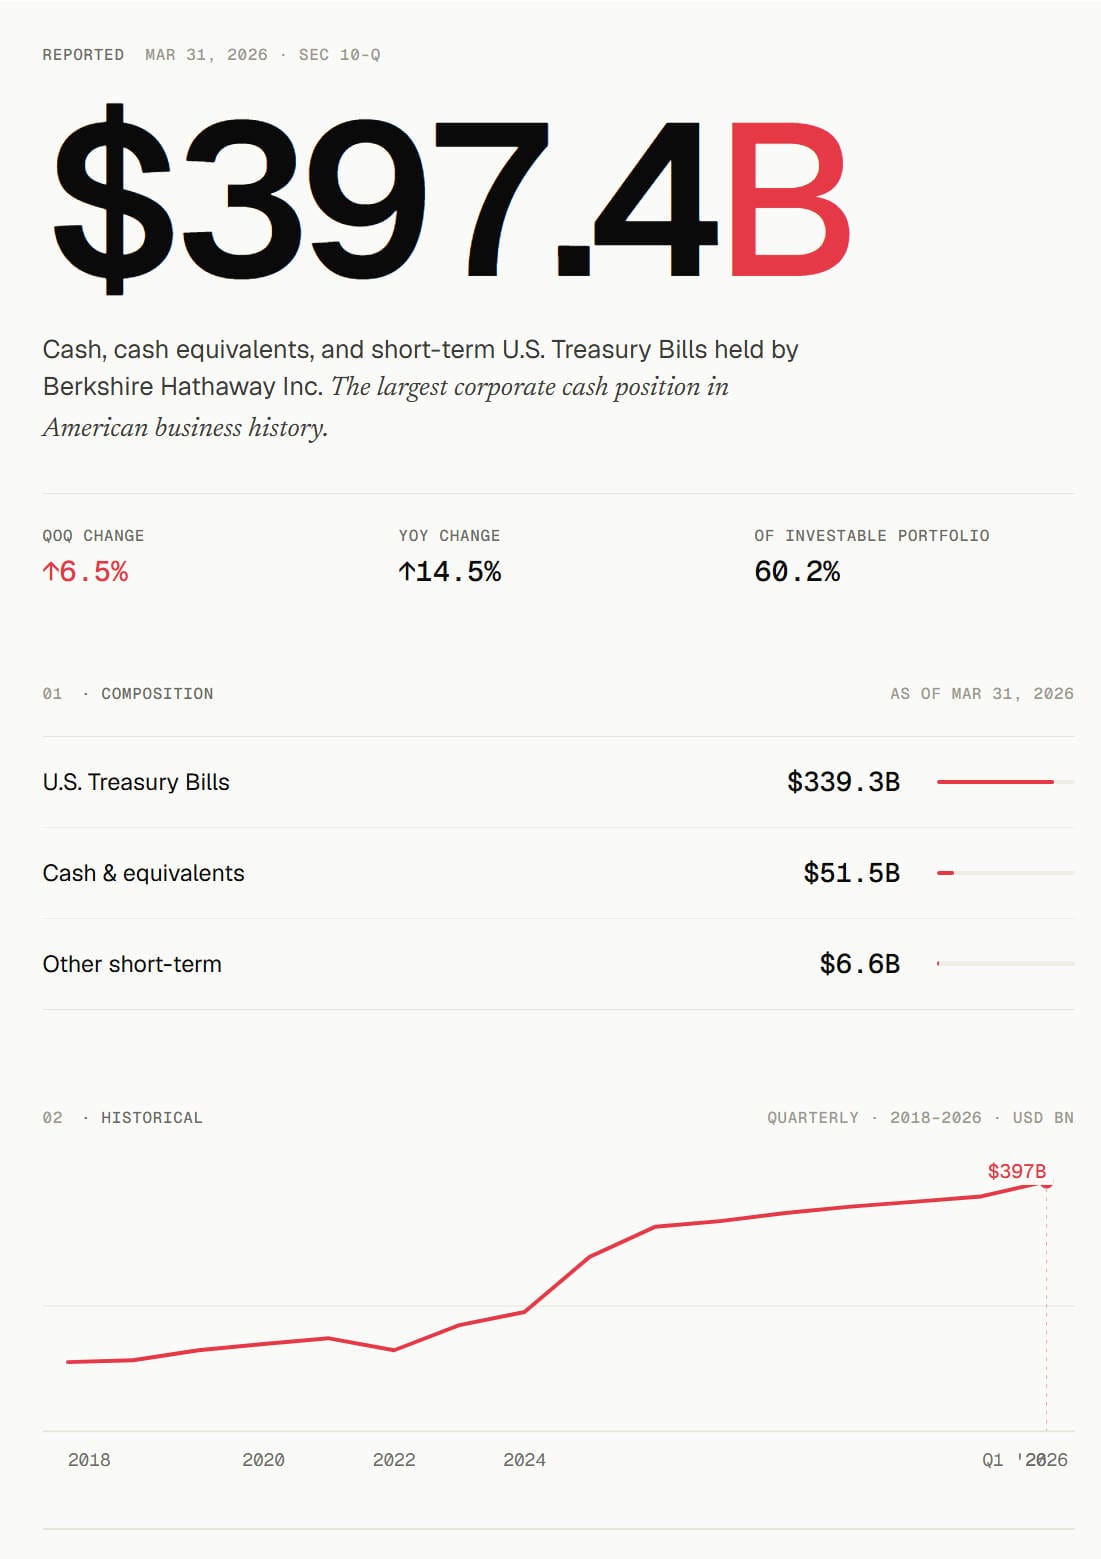 REPORTED MAR 31, 2026 · SEC 10-Q
$397.4B
Cash, cash equivalents, and short-term U.S. Treasury Bills held by
Berkshire Hathaway Inc. The largest corporate cash position in
American business history.
QOQ CHANGE
↑6.5%
YOY CHANGE
↑14.5%
OF INVESTABLE PORTFOLIO
60.2%
01 · COMPOSITION
AS OF MAR 31, 2026
U.S. Treasury Bills $339.3B
Cash & equivalents $51.5B
Other short-term $6.6B
02 · HISTORICAL
QUARTERLY · 2018–2026 · USD BN
$397B
2018 2020 2022 2024 Q1 '26 2026